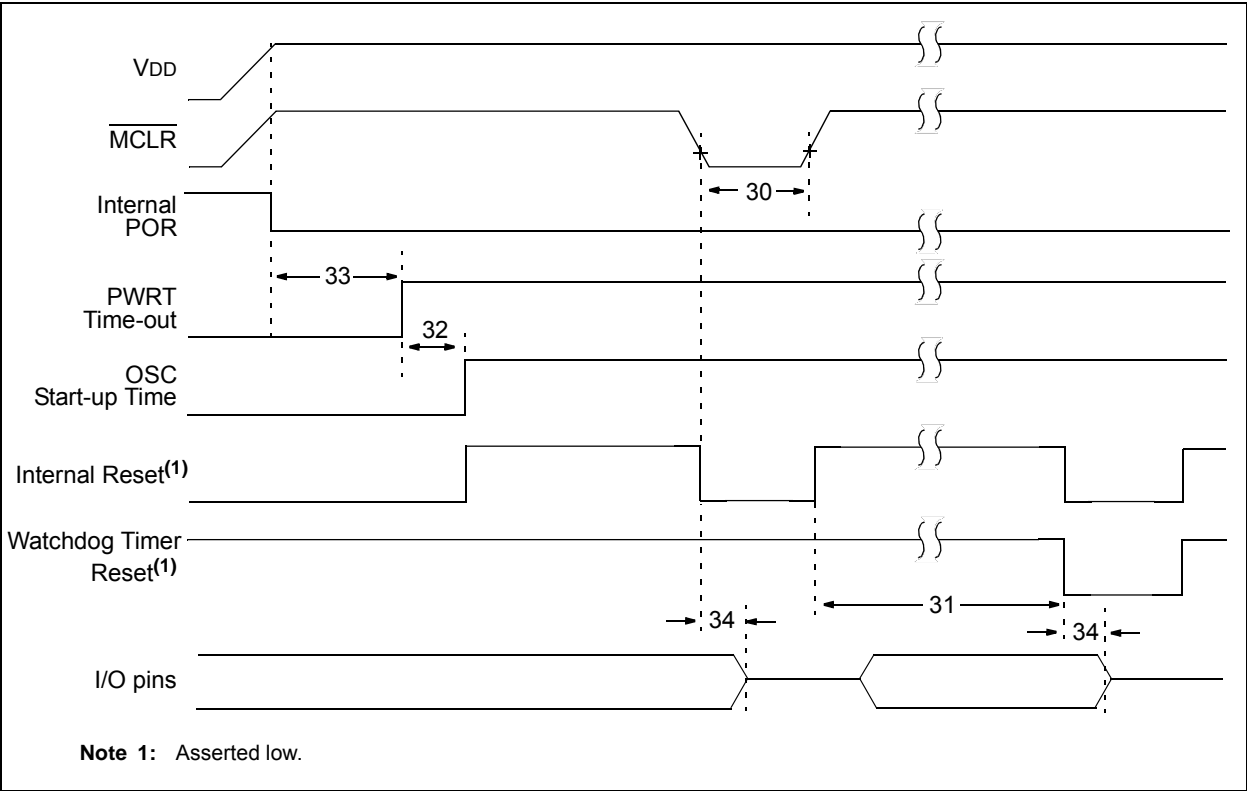 VDD
MCLR
30
Internal
POR
33
PWRT
Time-out
32
OSC
Start-up Time
Internal Reset(1)
Watchdog Timer
Reset(1)
31
34
34
I/O pins
Note 1: Asserted low.